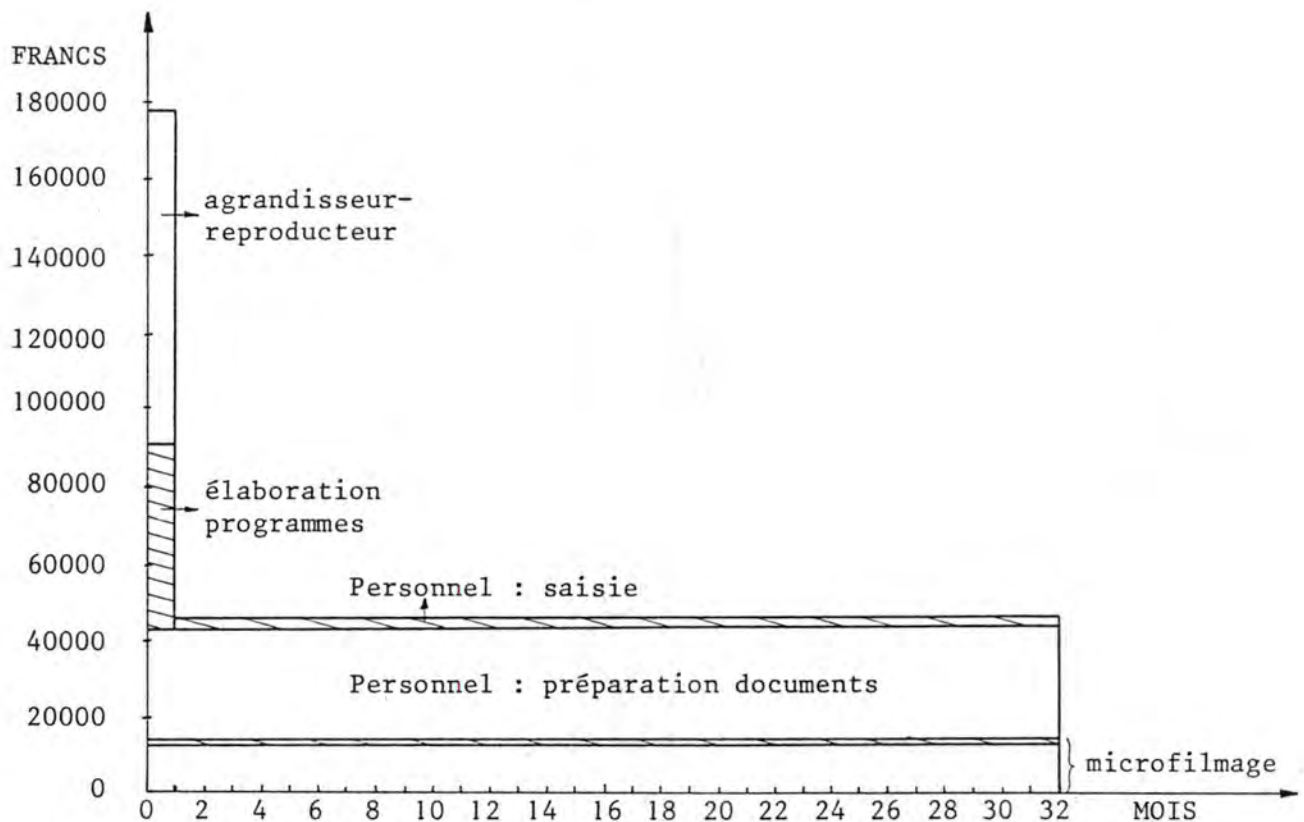 FRANCS
180000
160000
agrandisseur-
reproducteur
140000
120000
100000
80000
élaboration
programmes
60000
Personnel : saisie
40000
Personnel : préparation documents
20000
microfilmage
0
0 2 4 6 8 10 12 14 16 18 20 22 24 26 28 30 32 MOIS